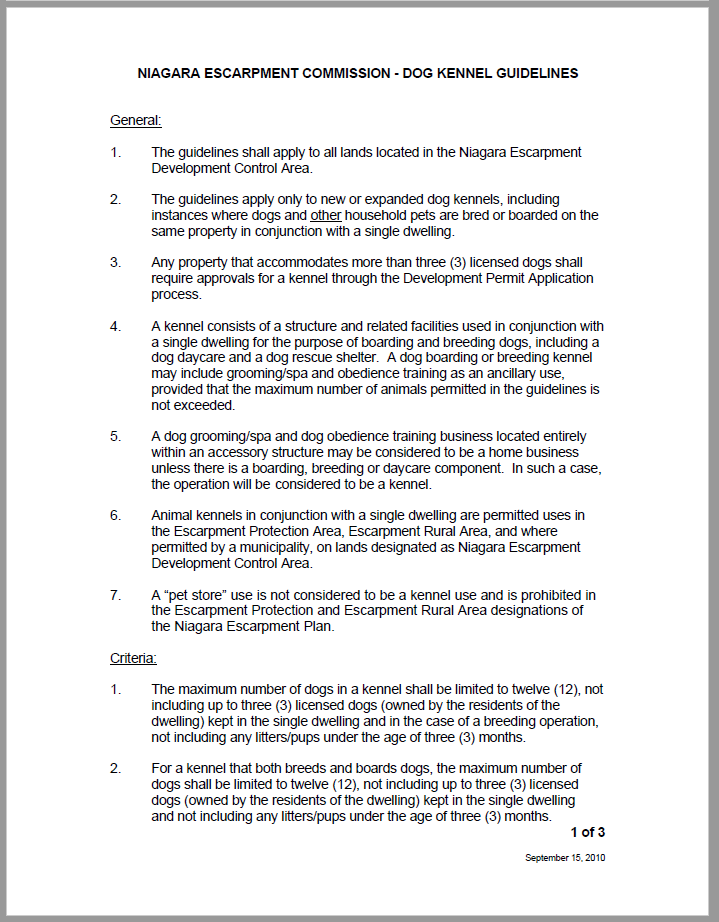 NIAGARA ESCARPMENT COMMISSION - DOG KENNEL GUIDELINES
General:
1. The guidelines shall apply to all lands located in the Niagara Escarpment
Development Control Area.
2. The guidelines apply only to new or expanded dog kennels, including
instances where dogs and other household pets are bred or boarded on the
same property in conjunction with a single dwelling.
3. Any property that accommodates more than three (3) licensed dogs shall
require approvals for a kennel through the Development Permit Application
process.
4. A kennel consists of a structure and related facilities used in conjunction with
a single dwelling for the purpose of boarding and breeding dogs, including a
dog daycare and a dog rescue shelter. A dog boarding or breeding kennel
may include grooming/spa and obedience training as an ancillary use,
provided that the maximum number of animals permitted in the guidelines is
not exceeded.
5. A dog grooming/spa and dog obedience training business located entirely
within an accessory structure may be considered to be a home business
unless there is a boarding, breeding or daycare component. In such a case,
the operation will be considered to be a kennel.
6. Animal kennels in conjunction with a single dwelling are permitted uses in
the Escarpment Protection Area, Escarpment Rural Area, and where
permitted by a municipality, on lands designated as Niagara Escarpment
Development Control Area.
7. A “pet store” use is not considered to be a kennel use and is prohibited in
the Escarpment Protection and Escarpment Rural Area designations of
the Niagara Escarpment Plan.
Criteria:
1. The maximum number of dogs in a kennel shall be limited to twelve (12), not
including up to three (3) licensed dogs (owned by the residents of the
dwelling) kept in the single dwelling and in the case of a breeding operation,
not including any litters/pups under the age of three (3) months.
2. For a kennel that both breeds and boards dogs, the maximum number of
dogs shall be limited to twelve (12), not including up to three (3) licensed
dogs (owned by the residents of the dwelling) kept in the single dwelling
and not including any litters/pups under the age of three (3) months.
1 of 3
September 15, 2010